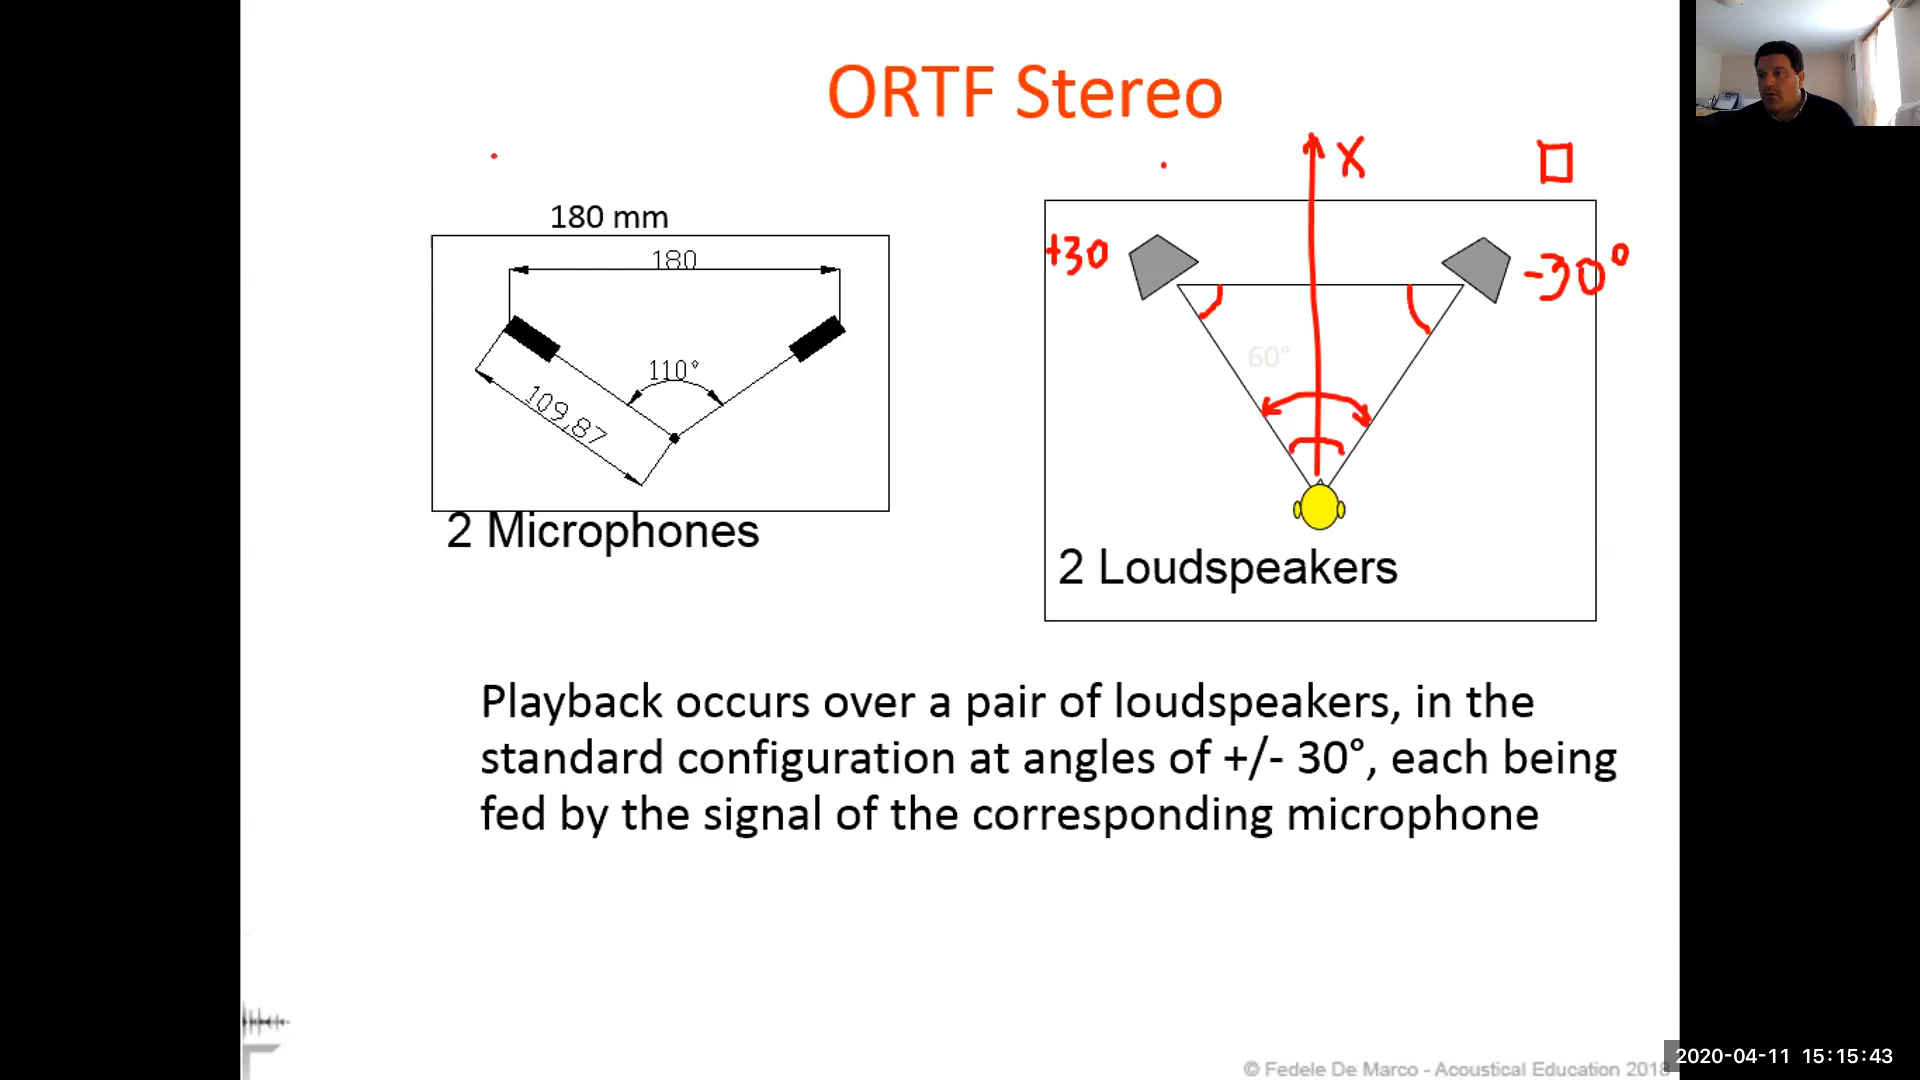 ORTF Stereo
X
180 mm
180
110°
109,87
2 Microphones
+30
-30°
60°
2 Loudspeakers
Playback occurs over a pair of loudspeakers, in the
standard configuration at angles of +/- 30°, each being
fed by the signal of the corresponding microphone
© Fedele De Marco - Acoustical Education 2018
2020-04-11 15:15:43